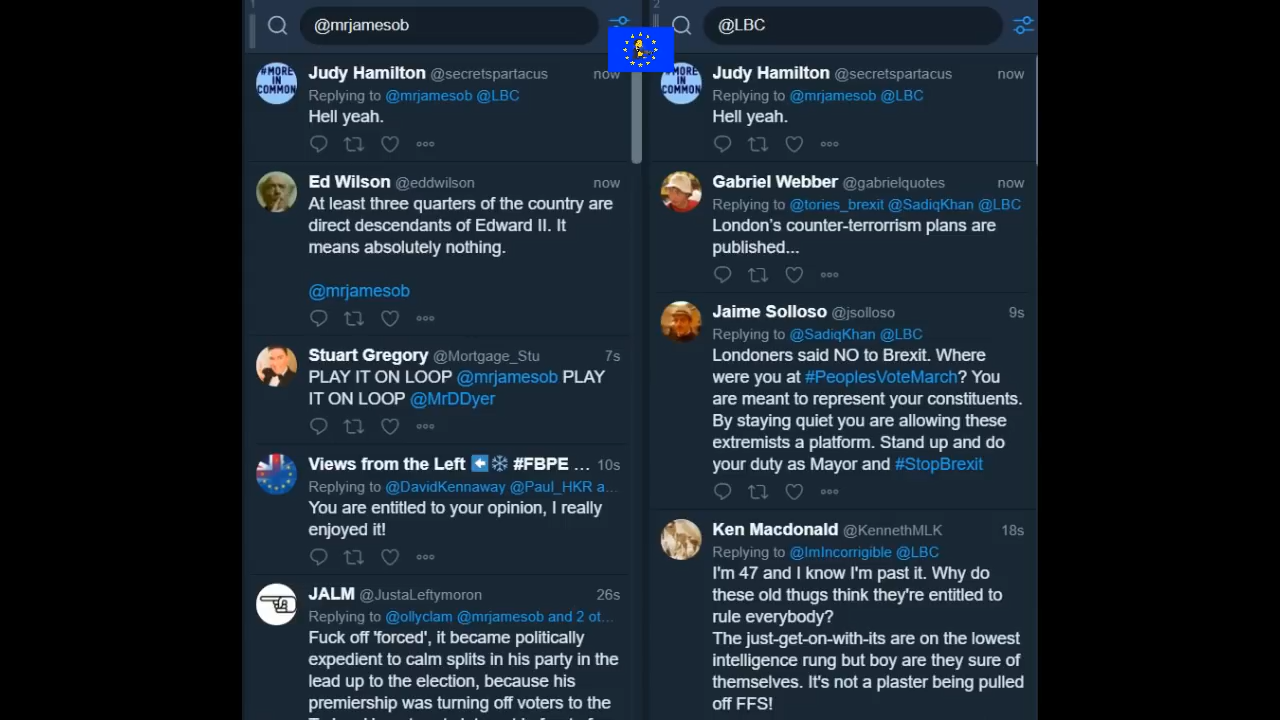 1
@mrjamesob
Judy Hamilton @secretspartacus now
Replying to @mrjamesob @LBC
Hell yeah.
Ed Wilson @eddwilson now
At least three quarters of the country are
direct descendants of Edward II. It
means absolutely nothing.
@mrjamesob
Stuart Gregory @Mortgage_Stu 7s
PLAY IT ON LOOP @mrjamesob PLAY
IT ON LOOP @MrDDyer
Views from the Left ⬅️❄️ #FBPE ... 10s
Replying to @DavidKennaway @Paul_HKR a...
You are entitled to your opinion, I really
enjoyed it!
JALM @JustaLeftymoron 26s
Replying to @ollyclam @mrjamesob and 2 ot...
Fuck off 'forced', it became politically
expedient to calm splits in his party in the
lead up to the election, because his
premiership was turning off voters to the
2
@LBC
#MORE
IN
COMMON
Judy Hamilton @secretspartacus now
Replying to @mrjamesob @LBC
Hell yeah.
Gabriel Webber @gabrielquotes now
Replying to @tories_brexit @SadiqKhan @LBC
London’s counter-terrorrism plans are
published...
Jaime Solloso @jsolloso 9s
Replying to @SadiqKhan @LBC
Londoners said NO to Brexit. Where
were you at #PeoplesVoteMarch? You
are meant to represent your constituents.
By staying quiet you are allowing these
extremists a platform. Stand up and do
your duty as Mayor and #StopBrexit
Ken Macdonald @KennethMLK 18s
Replying to @ImIncorrigible @LBC
I'm 47 and I know I'm past it. Why do
these old thugs think they're entitled to
rule everybody?
The just-get-on-with-its are on the lowest
intelligence rung but boy are they sure of
themselves. It's not a plaster being pulled
off FFS!